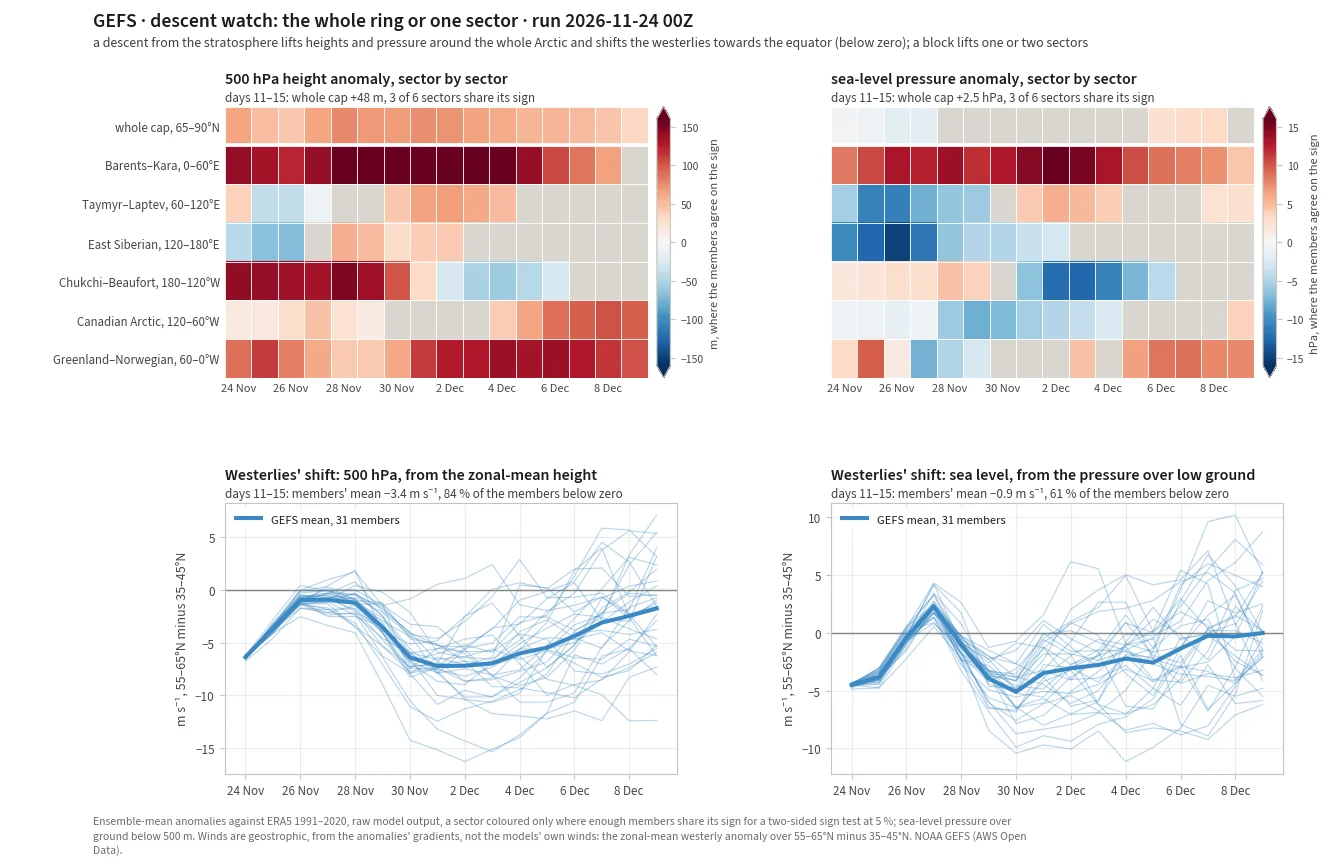 GEFS · descent watch: the whole ring or one sector · run 2026-11-24 00Z
a descent from the stratosphere lifts heights and pressure around the whole Arctic and shifts the westerlies towards the equator (below zero); a block lifts one or two sectors
500 hPa height anomaly, sector by sector
days 11–15: whole cap +48 m, 3 of 6 sectors share its sign
whole cap, 65–90°N
Barents–Kara, 0–60°E
Taymyr–Laptev, 60–120°E
East Siberian, 120–180°E
Chukchi–Beaufort, 180–120°W
Canadian Arctic, 120–60°W
Greenland–Norwegian, 60–0°W
24 Nov 26 Nov 28 Nov 30 Nov 2 Dec 4 Dec 6 Dec 8 Dec
150
100
50
0
−50
−100
−150
m, where the members agree on the sign
sea-level pressure anomaly, sector by sector
days 11–15: whole cap +2.5 hPa, 3 of 6 sectors share its sign
24 Nov 26 Nov 28 Nov 30 Nov 2 Dec 4 Dec 6 Dec 8 Dec
15
10
5
0
−5
−10
−15
hPa, where the members agree on the sign
Westerlies' shift: 500 hPa, from the zonal-mean height
days 11–15: members' mean −3.4 m s⁻¹, 84 % of the members below zero
GEFS mean, 31 members
m s⁻¹, 55–65°N minus 35–45°N
5
0
−5
−10
−15
24 Nov 26 Nov 28 Nov 30 Nov 2 Dec 4 Dec 6 Dec 8 Dec
Westerlies' shift: sea level, from the pressure over low ground
days 11–15: members' mean −0.9 m s⁻¹, 61 % of the members below zero
GEFS mean, 31 members
m s⁻¹, 55–65°N minus 35–45°N
10
5
0
−5
−10
24 Nov 26 Nov 28 Nov 30 Nov 2 Dec 4 Dec 6 Dec 8 Dec
Ensemble-mean anomalies against ERA5 1991–2020, raw model output, a sector coloured only where enough members share its sign for a two-sided sign test at 5 %; sea-level pressure over
ground below 500 m. Winds are geostrophic, from the anomalies' gradients, not the models' own winds: the zonal-mean westerly anomaly over 55–65°N minus 35–45°N. NOAA GEFS (AWS Open
Data).